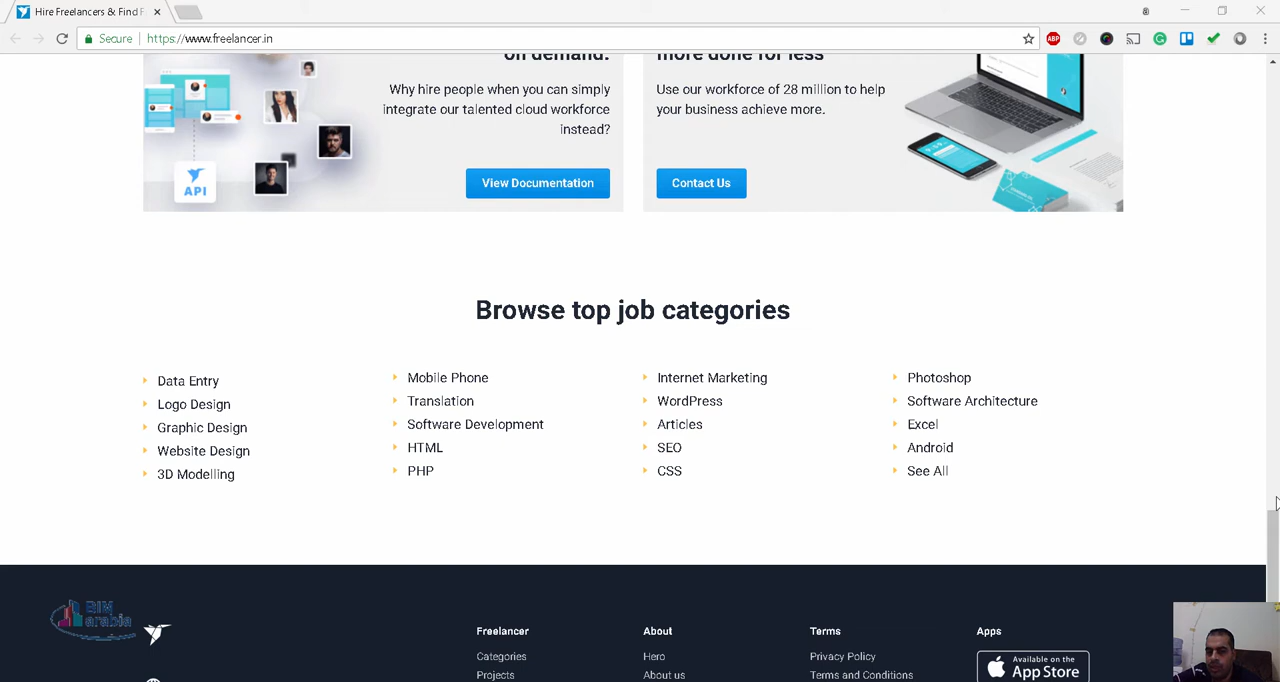 Hire Freelancers & Find F
Secure
https://www.freelancer.in
ABP
on demand.
Why hire people when you can simply
integrate our talented cloud workforce
instead?
View Documentation
API
more done for less
Use our workforce of 28 million to help
your business achieve more.
Contact Us
Browse top job categories
Data Entry
Logo Design
Graphic Design
Website Design
3D Modelling
Mobile Phone
Translation
Software Development
HTML
PHP
Internet Marketing
WordPress
Articles
SEO
CSS
Photoshop
Software Architecture
Excel
Android
See All
BIM
arabia
Freelancer
Categories
Projects
About
Hero
About us
Terms
Privacy Policy
Terms and Conditions
Apps
Available on the
App Store